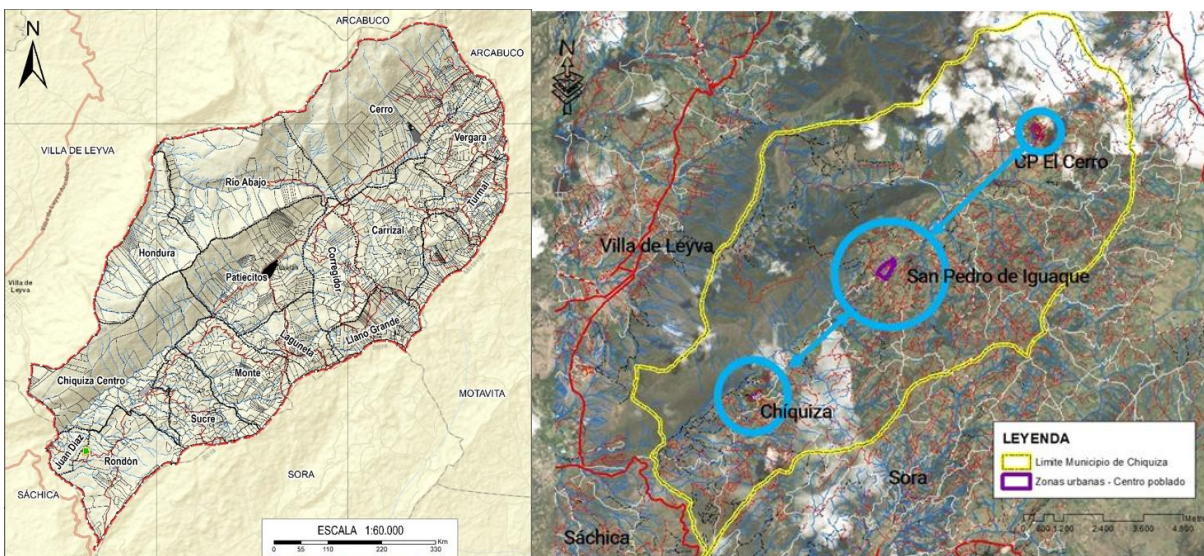 N
ARCABUCO
ARCABUCO
Cerro
Vergara
VILLA DE LEYVA
Rio Abajo
Turmal
Carrizal
Hondura
Corregidor
Patiecitos
Villa de
Leyva
Llano Grande
Laguneta
Monte
Chiquiza Centro
MOTAVITA
Sucre
Juan Diaz
Rondón
SORA
SÁCHICA
ESCALA 1:60.000
Km
0 55 110 220 330
N
CP El Cerro
Villa de Leyva
San Pedro de Iguaque
Chíquiza
LEYENDA
Limite Municipio de Chiquiza
Zonas urbanas - Centro poblado
Sora
Sáchica